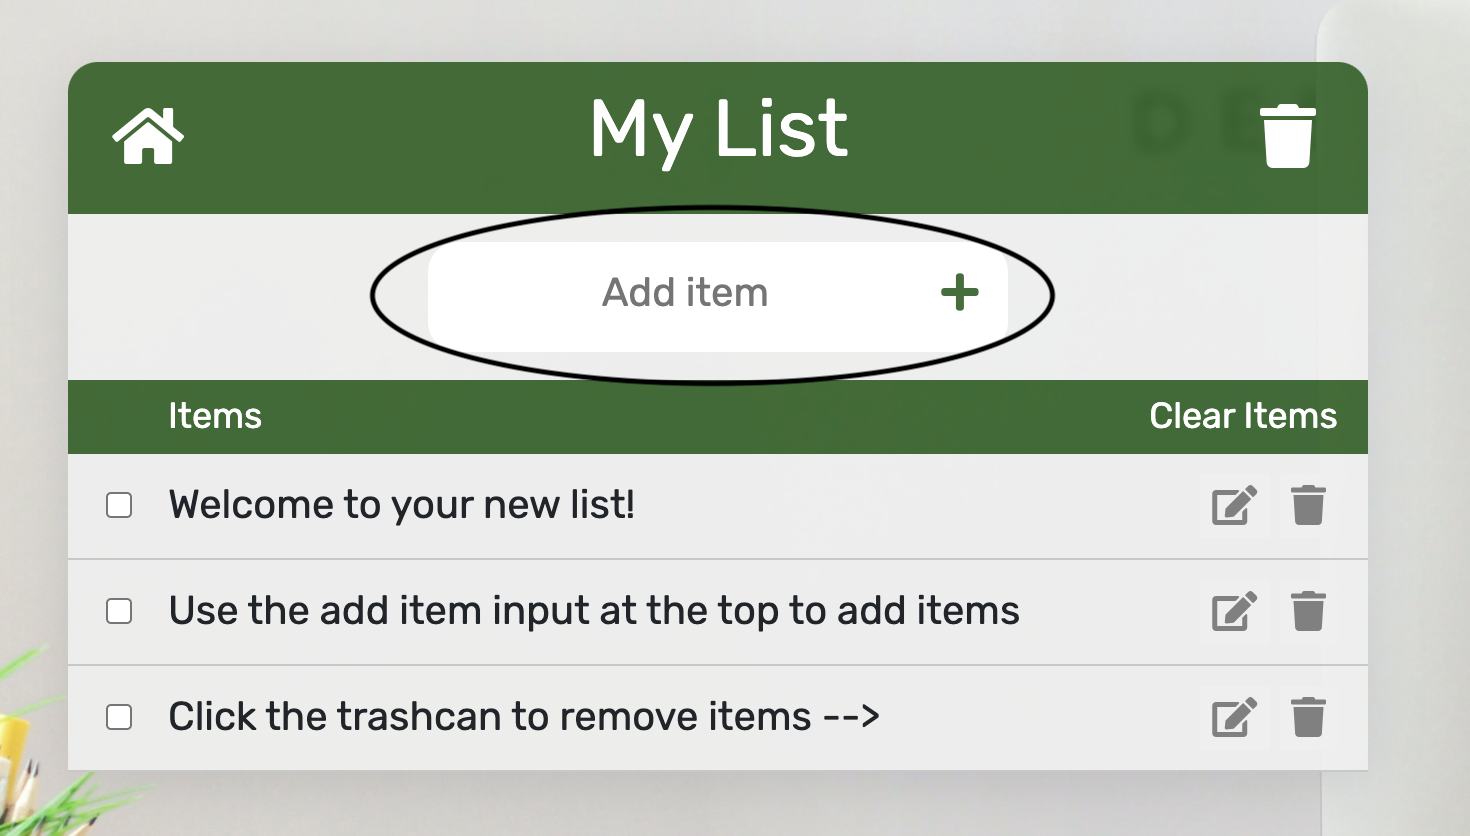 My List
Add item
Items Clear Items
Welcome to your new list!
Use the add item input at the top to add items
Click the trashcan to remove items -->